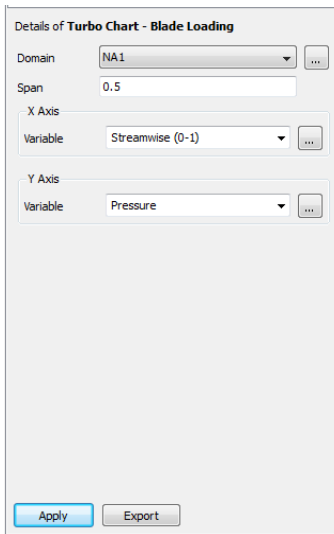 Details of Turbo Chart - Blade Loading
Domain NA1 ...
Span 0.5
X Axis
Variable Streamwise (0-1) ...
Y Axis
Variable Pressure ...
Apply Export